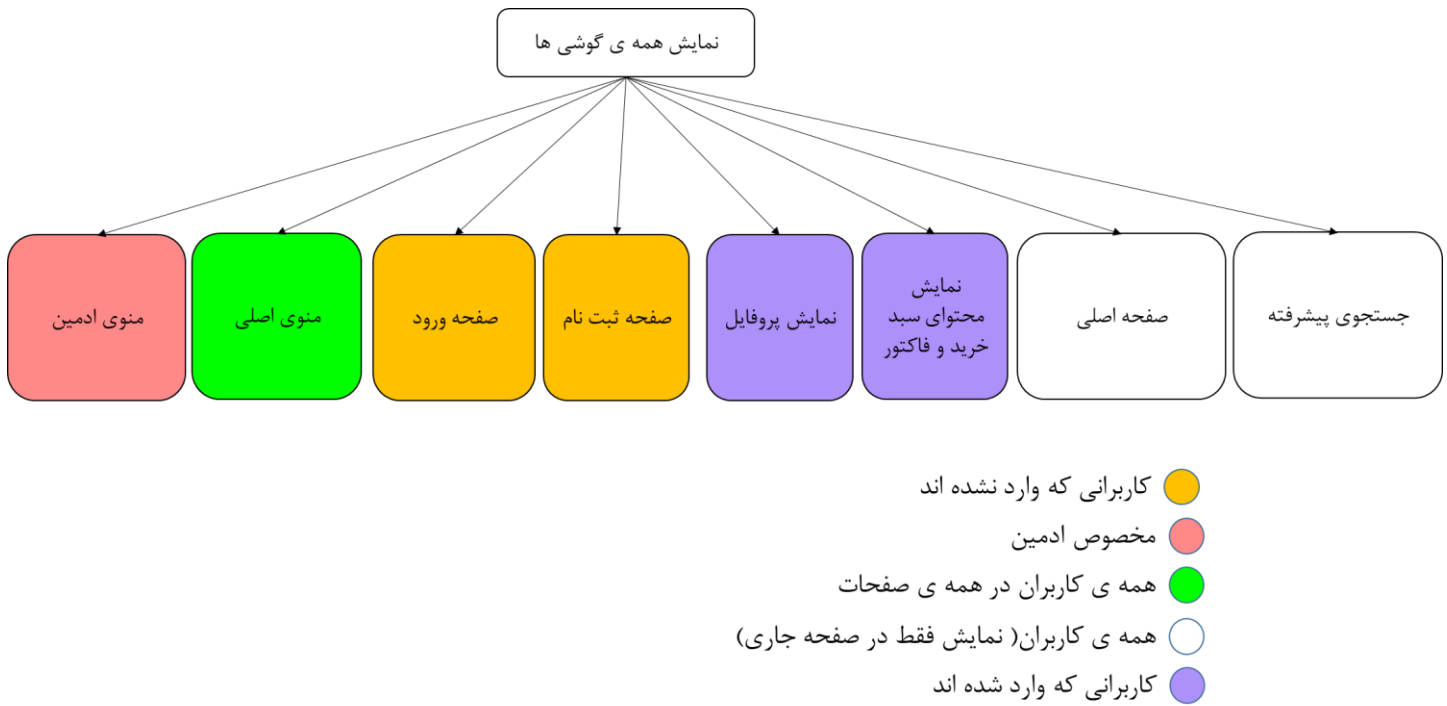 نمایش همه ی گوشی ها
جستجوی پیشرفته
صفحه اصلی
نمایش
محتوای سبد
خرید و فاکتور
نمایش پروفایل
صفحه ثبت نام
صفحه ورود
منوی اصلی
منوی ادمین
کاربرانی که وارد نشده اند
مخصوص ادمین
همه ی کاربران در همه ی صفحات
همه ی کاربران( نمایش فقط در صفحه جاری)
کاربرانی که وارد شده اند